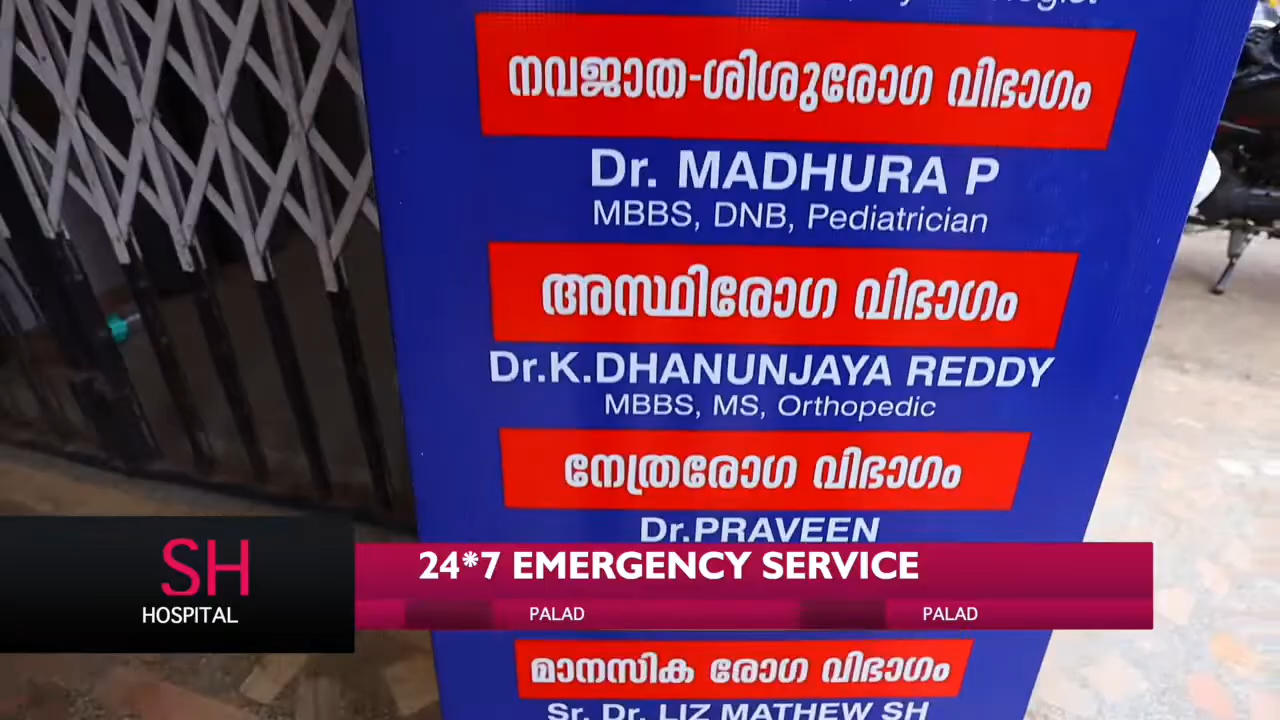 നവജാത-ശിശുരോഗ വിഭാഗം
Dr. MADHURA P
MBBS, DNB, Pediatrician
അസ്ഥിരോഗ വിഭാഗം
Dr.K.DHANUNJAYA REDDY
MBBS, MS, Orthopedic
നേത്രരോഗ വിഭാഗം
Dr.PRAVEEN
SH
HOSPITAL
24*7 EMERGENCY SERVICE
PALAD PALAD
മാനസിക രോഗ വിഭാഗം
Sr. Dr. LIZ MATHEW SH